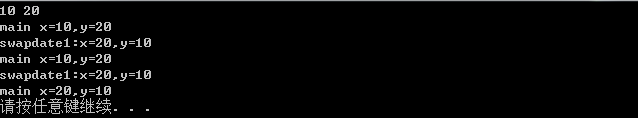 10 20
main x=10,y=20
swapdate1:x=20,y=10
main x=10,y=20
swapdate1:x=20,y=10
main x=20,y=10
请按任意键继续. . .